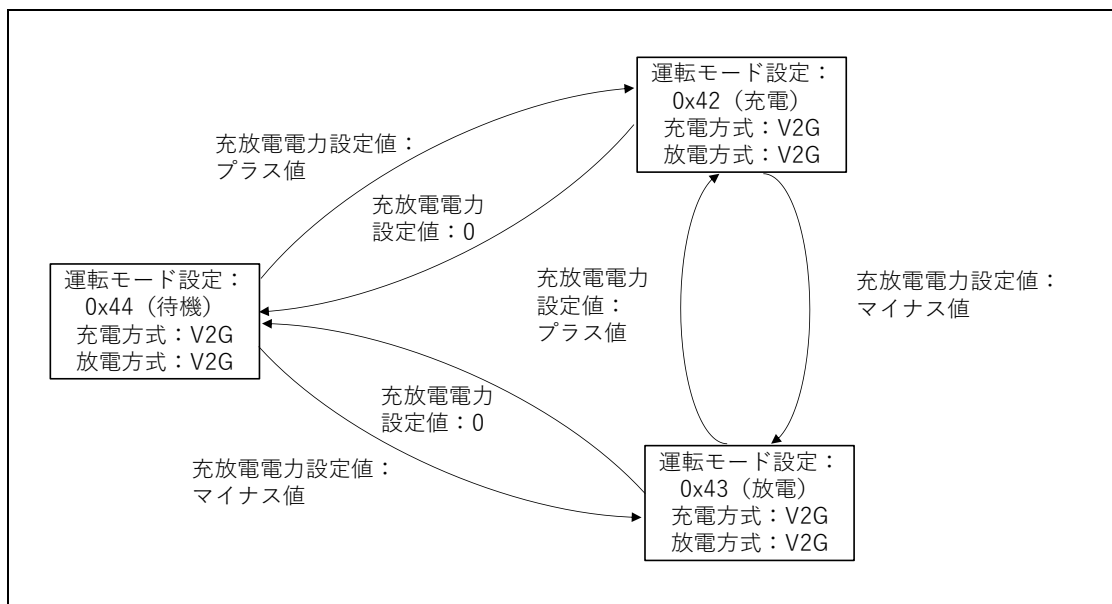 運転モード設定：
0x42（充電）
充電方式：V2G
放電方式：V2G
充放電電力設定値：
プラス値
充放電電力
設定値：0
運転モード設定：
0x44（待機）
充電方式：V2G
放電方式：V2G
充放電電力
設定値：
プラス値
充放電電力設定値：
マイナス値
充放電電力
設定値：0
充放電電力設定値：
マイナス値
運転モード設定：
0x43（放電）
充電方式：V2G
放電方式：V2G